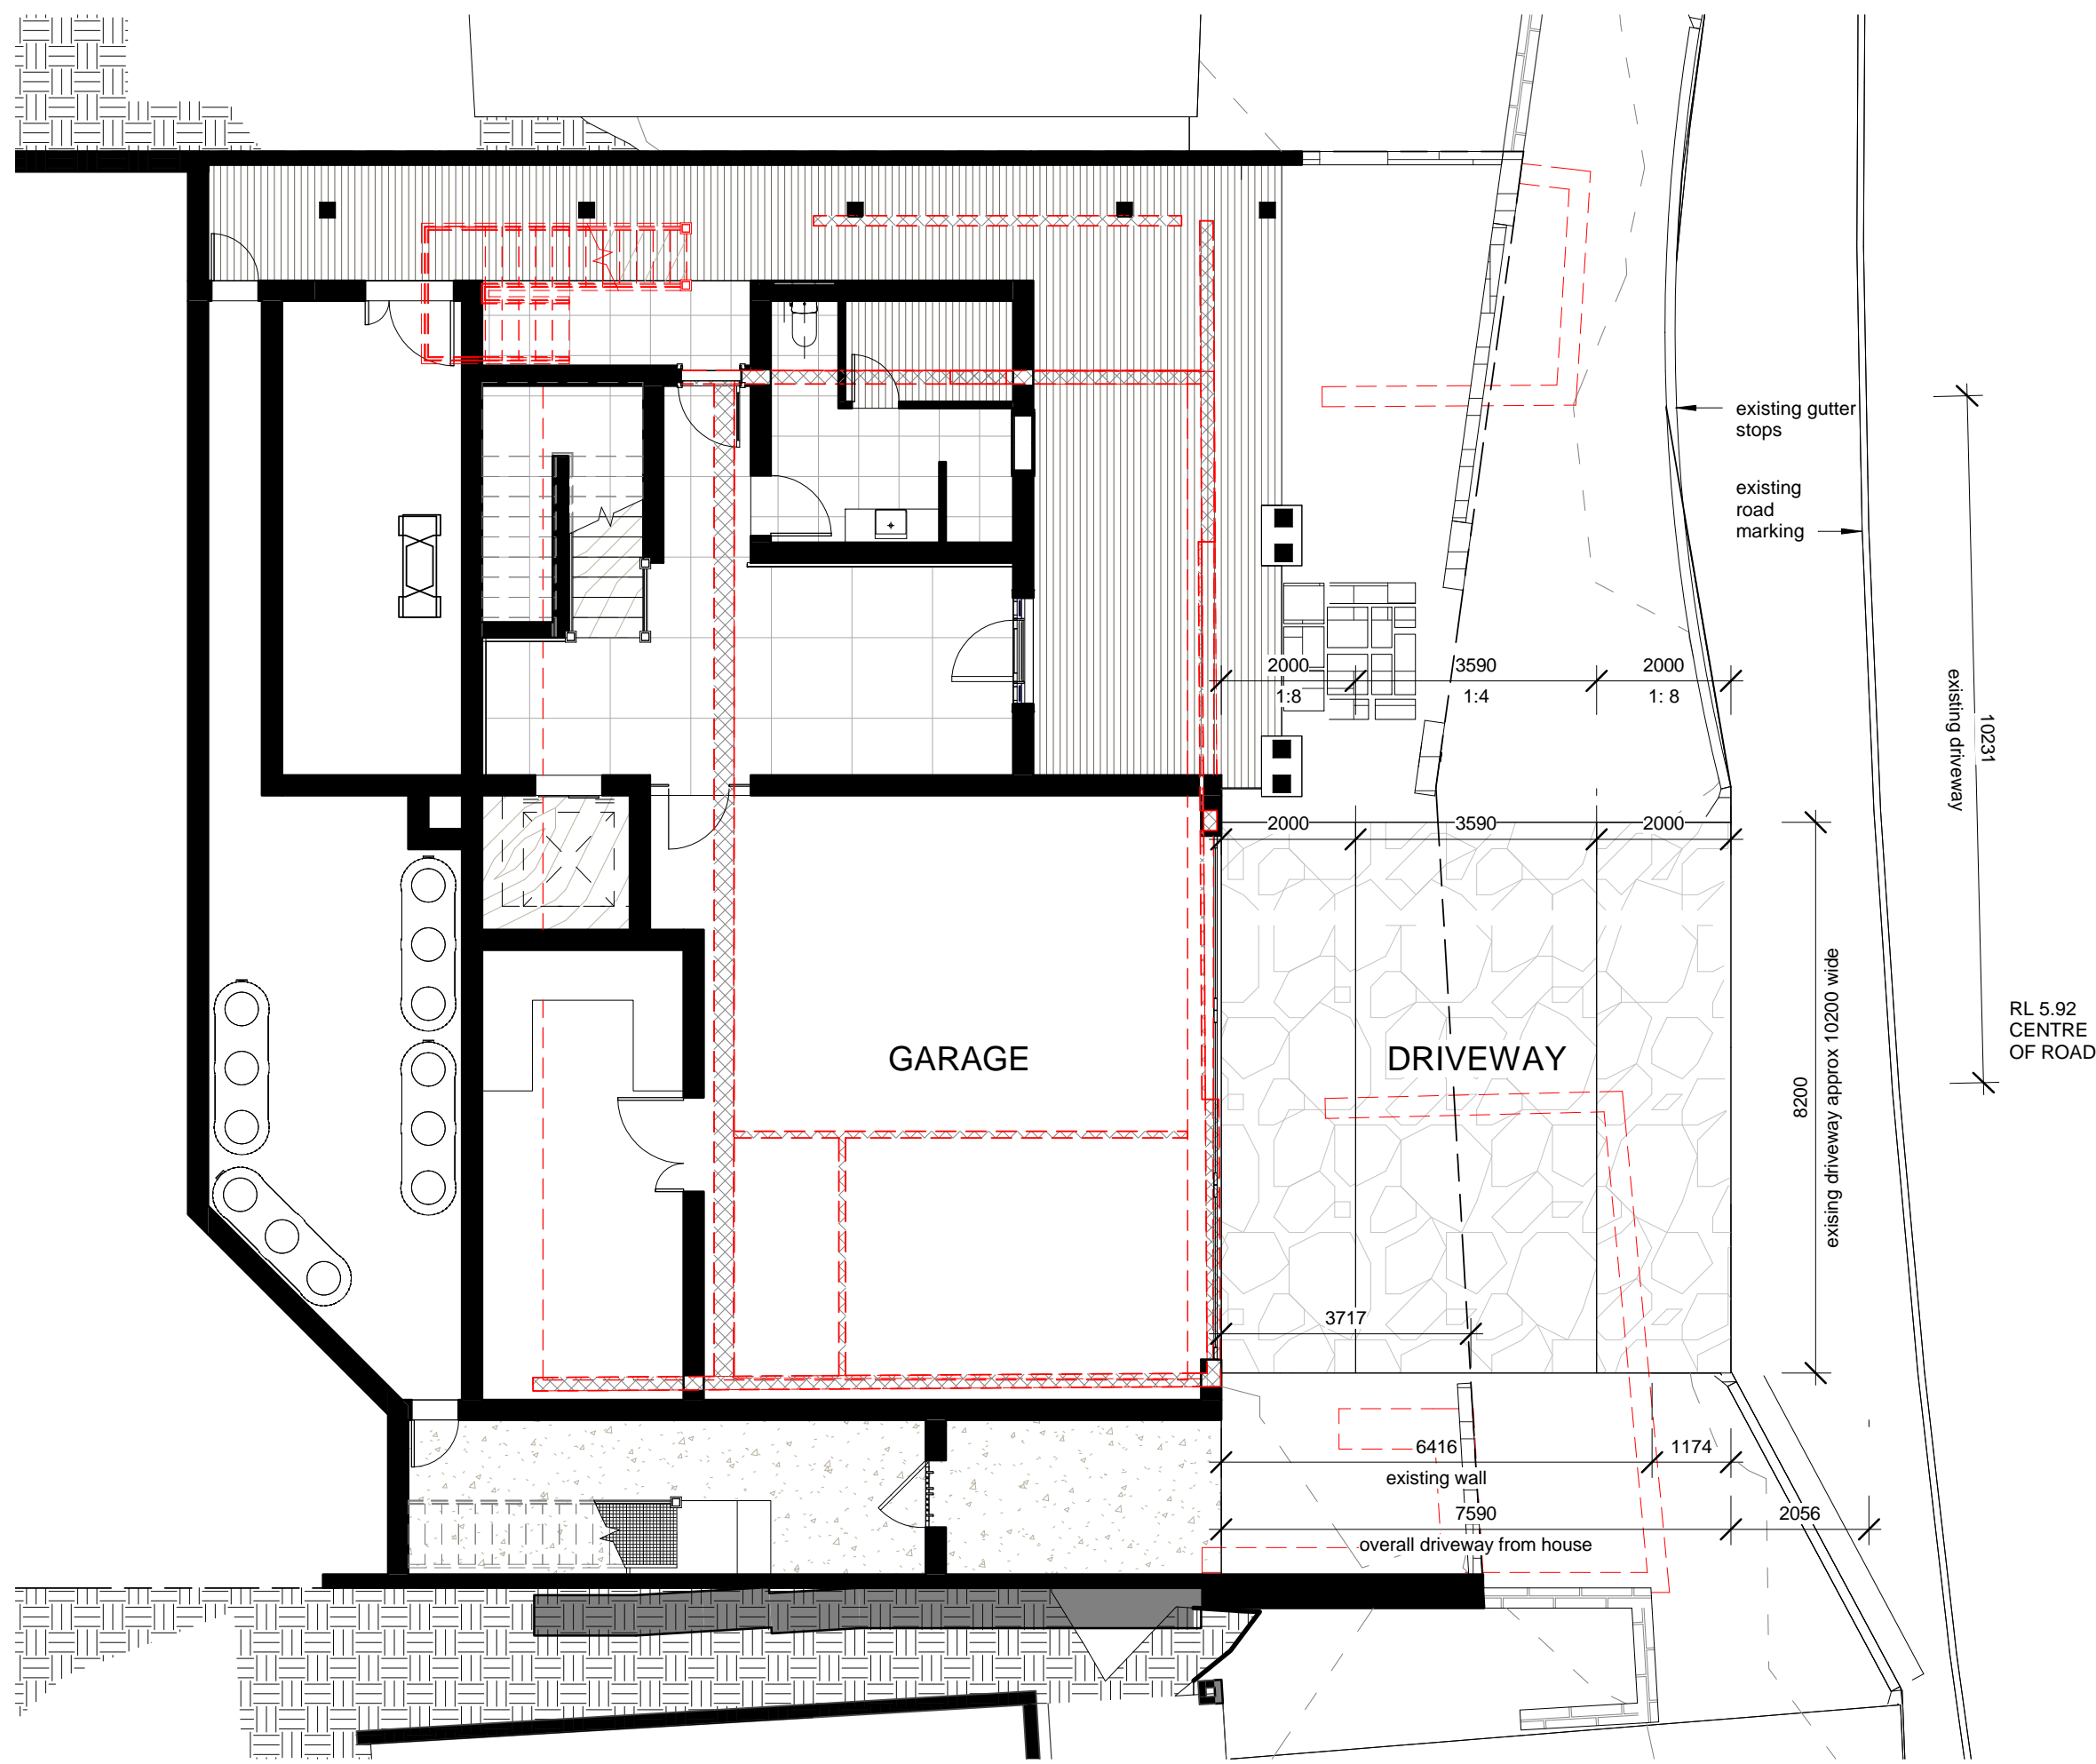 existing gutter
stops
existing
road
marking
2000
3590
2000
1:8
1:4
1: 8
10231
existing driveway
2000
3590
2000
GARAGE
DRIVEWAY
8200
exising driveway approx 10200 wide
RL 5.92
CENTRE
OF ROAD
3717
6416
1174
existing wall
7590
2056
overall driveway from house